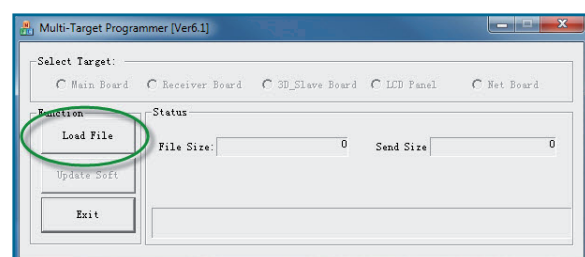 Multi-Target Programmer [Ver6.1]
Select Target:
Main Board Receiver Board 3D_Slave Board LCD Panel Net Board
Function
Status
Load File
File Size: 0 Send Size 0
Update Soft
Exit